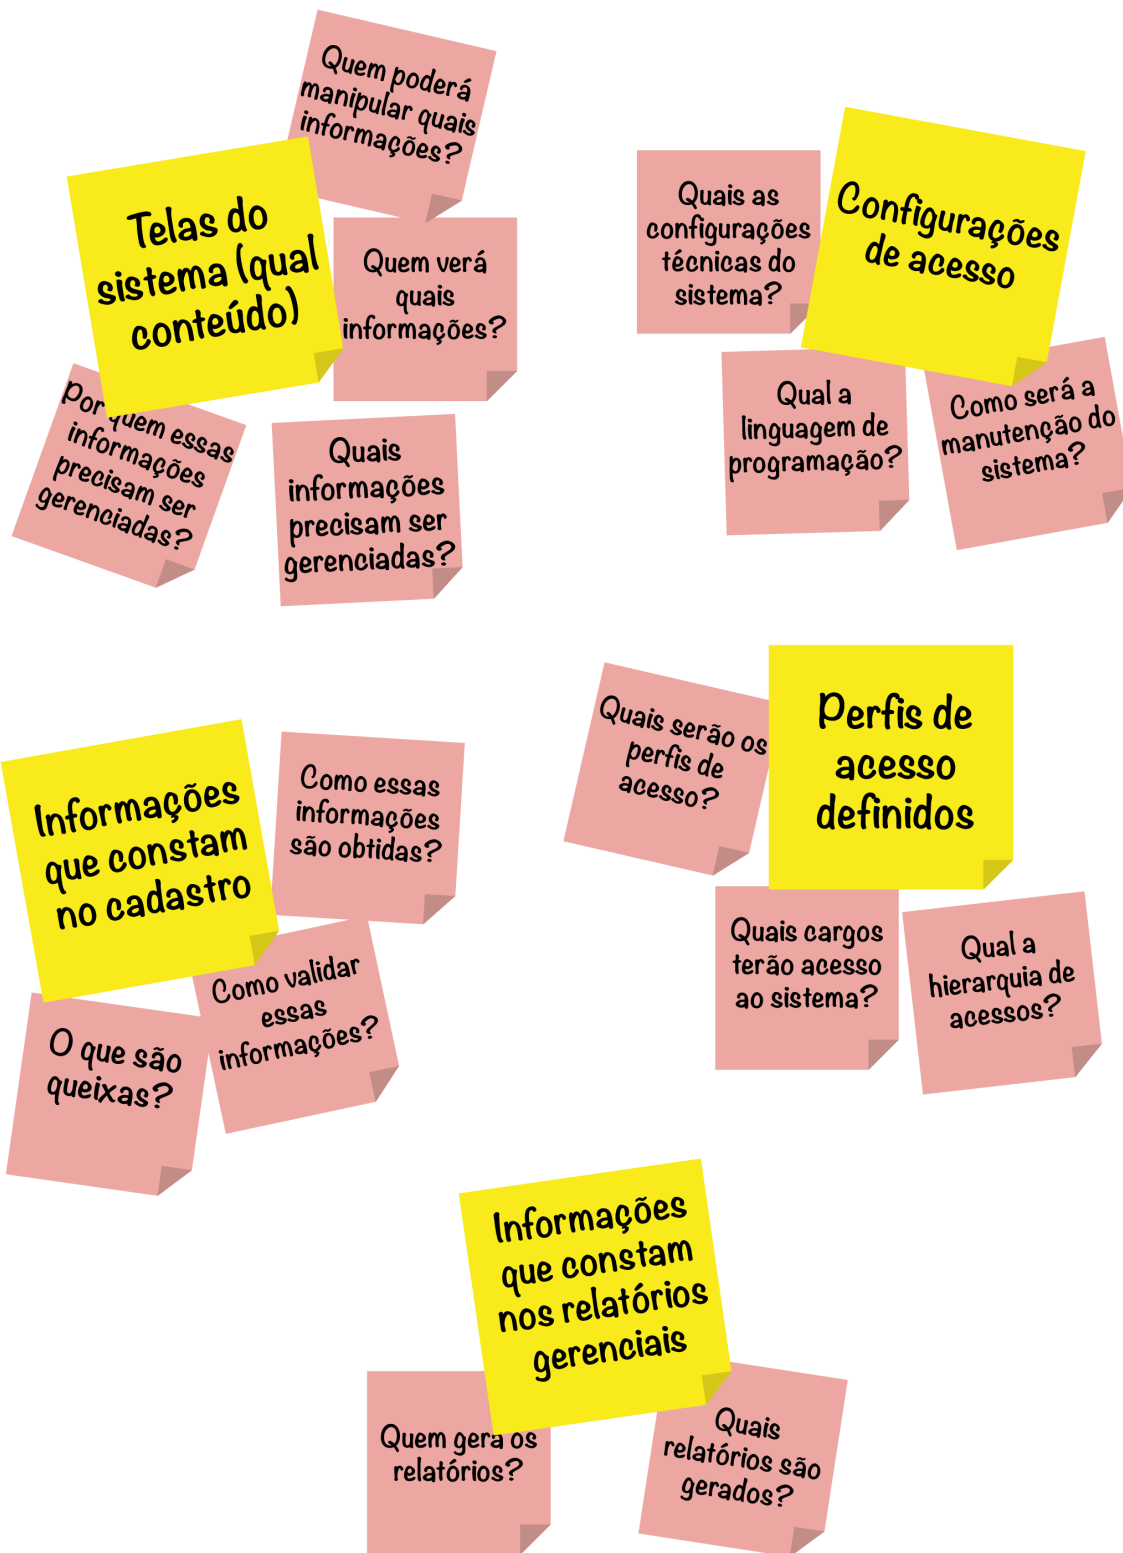 Quem poderá
manipular quais
informações?
Telas do
sistema (qual
conteúdo)
Quem verá
quais
informações?
Por quem essas
informações
precisam ser
gerenciadas?
Quais
informações
precisam ser
gerenciadas?
Quais as
configurações
técnicas do
sistema?
Configurações
de acesso
Qual a
linguagem de
programação?
Como será a
manutenção do
sistema?
Informações
que constam
no cadastro
Como essas
informações
são obtidas?
Como validar
essas
informações?
O que são
queixas?
Quais serão os
perfis de
acesso?
Perfis de
acesso
definidos
Quais cargos
terão acesso
ao sistema?
Qual a
hierarquia de
acessos?
Informações
que constam
nos relatórios
gerenciais
Quem gera os
relatórios?
Quais
relatórios são
gerados?